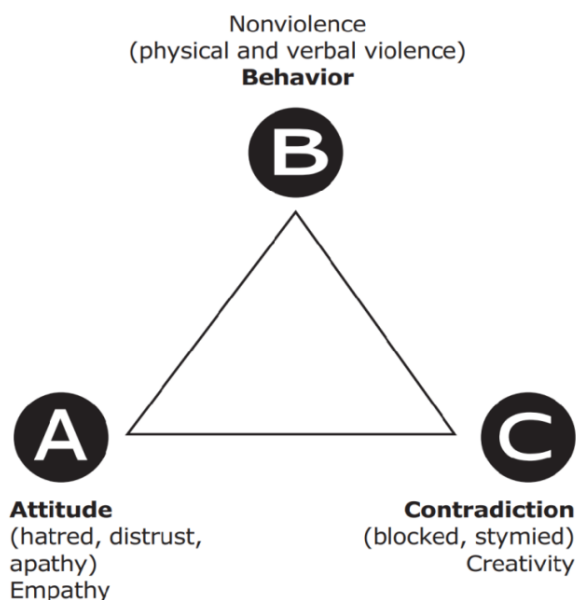 Nonviolence
(physical and verbal violence)
Behavior
B
A
C
Attitude
(hatred, distrust,
apathy)
Empathy
Contradiction
(blocked, stymied)
Creativity